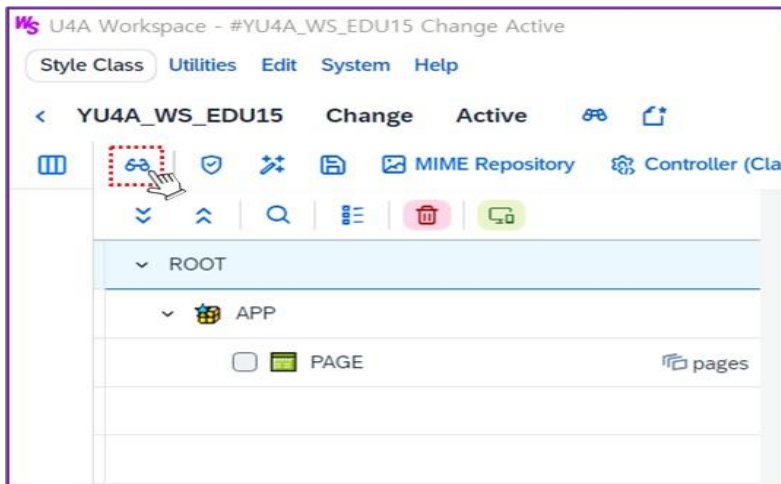 WS U4A Workspace - #YU4A_WS_EDU15 Change Active
Style Class Utilities Edit System Help
< YU4A_WS_EDU15 Change Active
MIME Repository Controller (Cla
ROOT
APP
PAGE pages